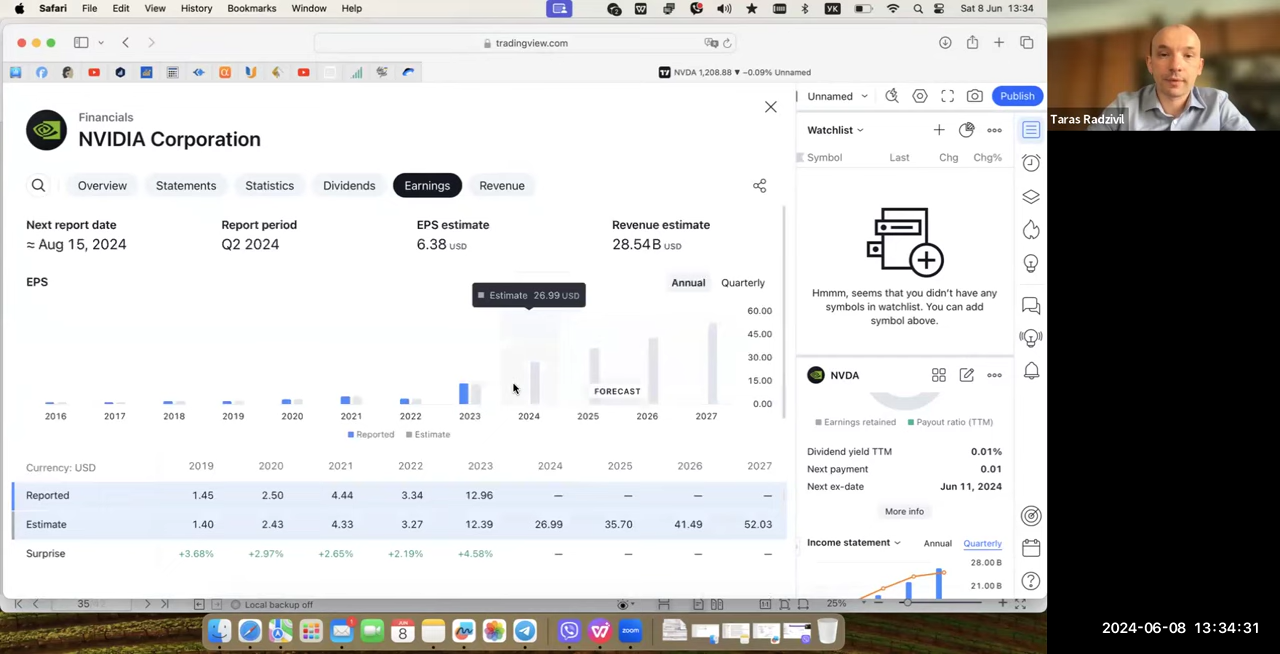 Safari File Edit View History Bookmarks Window Help УК Sat 8 Jun 13:34
tradingview.com
NVDA 1,208.88 ▼ −0.09% Unnamed
Financials
NVIDIA Corporation
Unnamed Publish
Taras Radzivil
Watchlist
Symbol Last Chg Chg%
Overview Statements Statistics Dividends Earnings Revenue
Next report date Report period EPS estimate Revenue estimate
≈ Aug 15, 2024 Q2 2024 6.38 USD 28.54B USD
EPS
Annual Quarterly
Estimate 26.99 USD
60.00
45.00
30.00
15.00
0.00
FORECAST
2016 2017 2018 2019 2020 2021 2022 2023 2024 2025 2026 2027
Reported Estimate
Currency: USD 2019 2020 2021 2022 2023 2024 2025 2026 2027
Reported 1.45 2.50 4.44 3.34 12.96 — — — —
Estimate 1.40 2.43 4.33 3.27 12.39 26.99 35.70 41.49 52.03
Surprise +3.68% +2.97% +2.65% +2.19% +4.58% — — — —
Hmmm, seems that you didn't have any
symbols in watchlist. You can add
symbol above.
NVDA
Earnings retained Payout ratio (TTM)
Dividend yield TTM 0.01%
Next payment 0.01
Next ex-date Jun 11, 2024
More info
Income statement Annual Quarterly
28.00 B
21.00 B
35
Local backup off
25%
JUN
8
zoom
2024-06-08 13:34:31